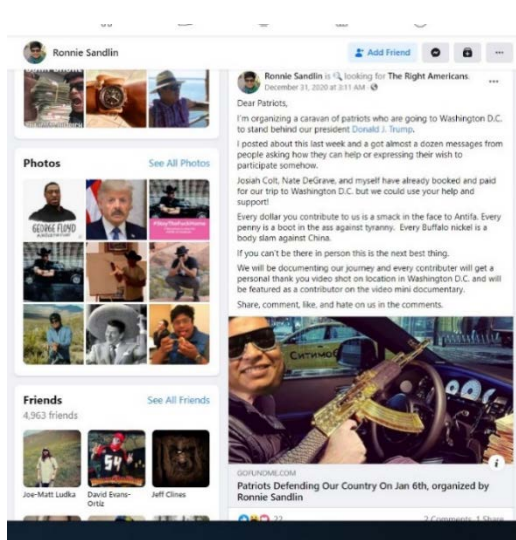 Ronnie Sandlin
Add Friend
Photos
See All Photos
GEORGE FLOYD
Friends
See All Friends
4,963 friends
Joe-Matt Ludka
David Evans-
Ortiz
Jeff Clines
Ronnie Sandlin is looking for The Right Americans.
December 31, 2020 at 3:11 AM
Dear Patriots,
I'm organizing a caravan of patriots who are going to Washington D.C.
to stand behind our president Donald J. Trump.
I posted about this last week and a got almost a dozen messages from
people asking how they can help or expressing their wish to
participate somehow.
Josiah Colt, Nate DeGrave, and myself have already booked and paid
for our trip to Washington D.C. but we could use your help and
support!
Every dollar you contribute to us is a smack in the face to Antifa. Every
penny is a boot in the ass against tyranny. Every Buffalo nickel is a
body slam against China.
If you can't be there in person this is the next best thing.
We will be documenting our journey and every contributer will get a
personal thank you video shot on location in Washington D.C. and will
be featured as a contributor on the video mini documentary.
Share, comment, like, and hate on us in the comments.
Ситимоб
GOFUNDME.COM
Patriots Defending Our Country On Jan 6th, organized by
Ronnie Sandlin
22
2 Comments 1 Share